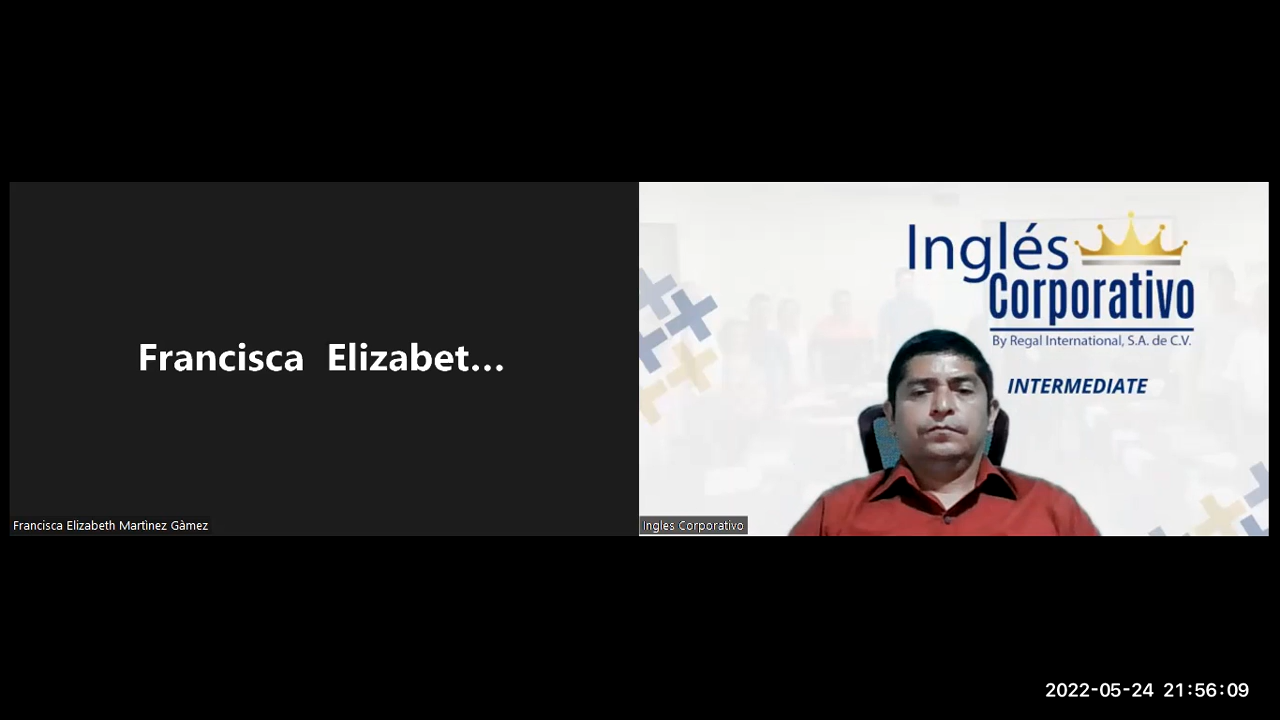 Francisca Elizabet...
Francisca Elizabeth Martìnez Gàmez
Inglés
Corporativo
By Regal International, S.A. de C.V.
INTERMEDIATE
Ingles Corporativo
2022-05-24 21:56:09